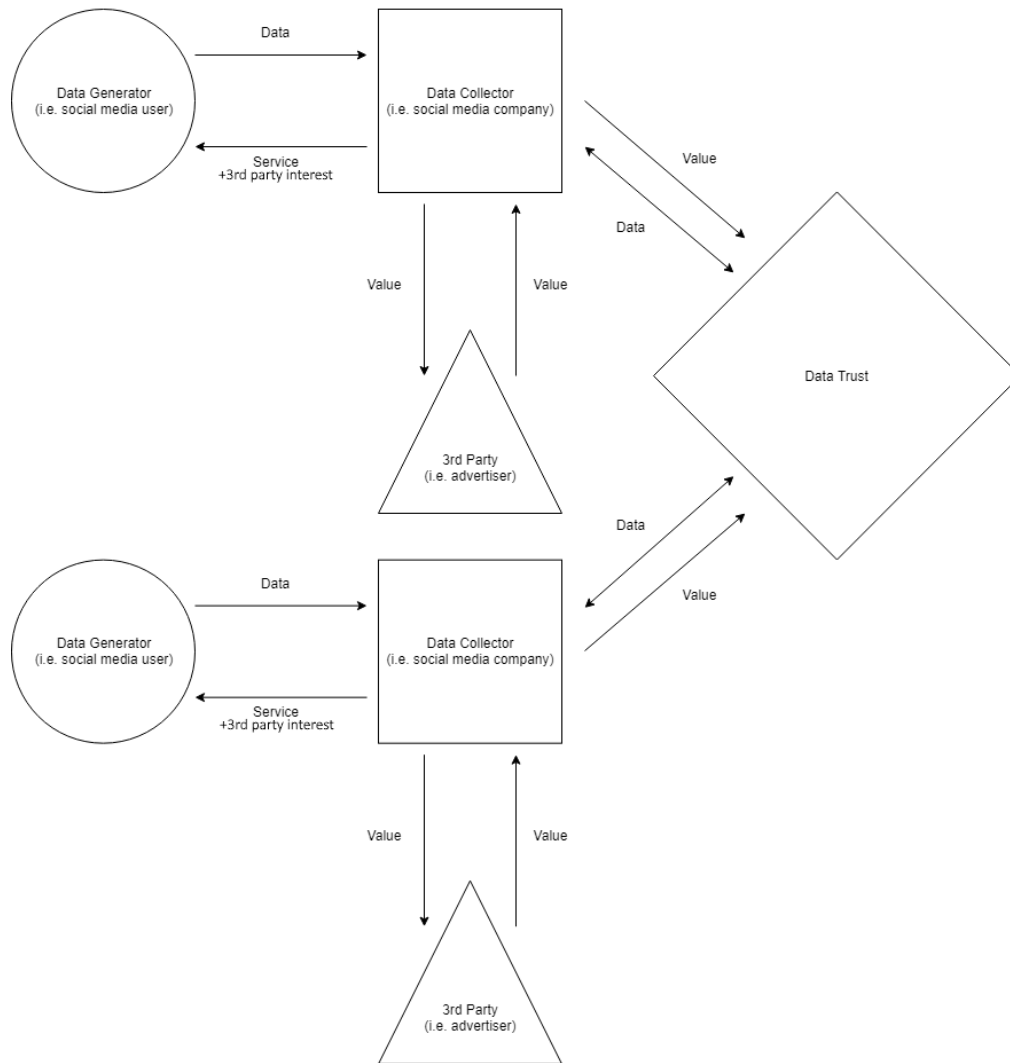 Data
Data Generator
(i.e. social media user)
Data Collector
(i.e. social media company)
Service
+3rd party interest
Value
Data
Value
Value
Data Trust
3rd Party
(i.e. advertiser)
Data
Value
Data
Data Generator
(i.e. social media user)
Data Collector
(i.e. social media company)
Service
+3rd party interest
Value
Value
3rd Party
(i.e. advertiser)